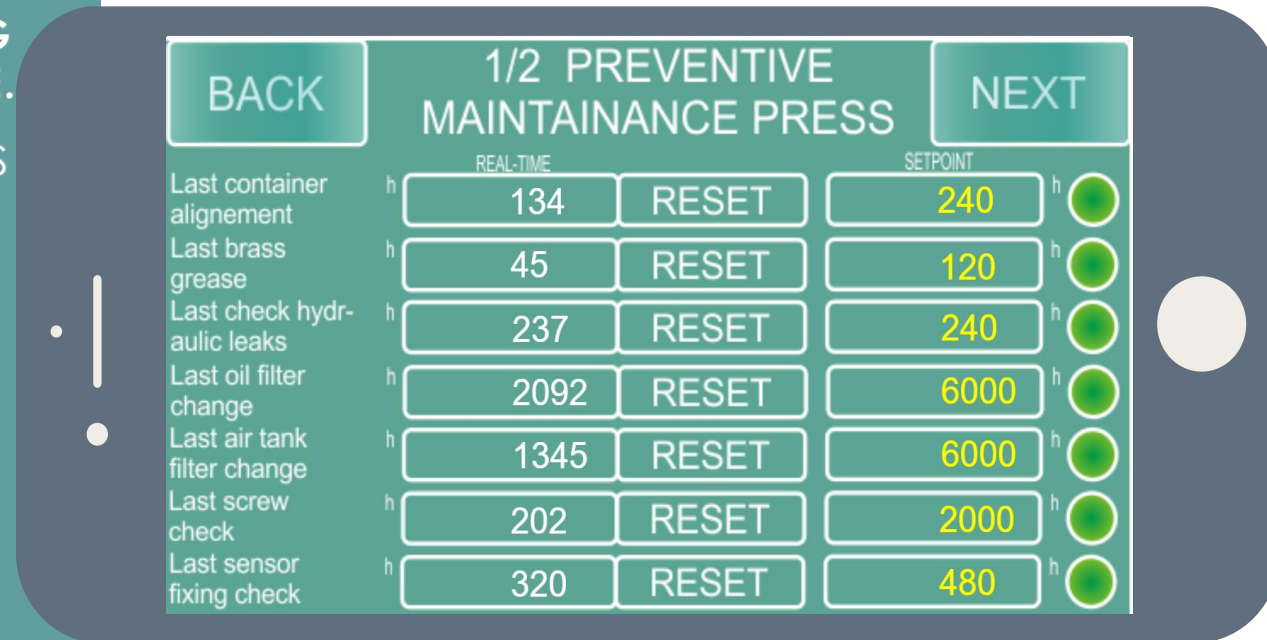 G
S
BACK
1/2 PREVENTIVE
MAINTAINANCE PRESS
NEXT
REAL-TIME
SETPOINT
Last container
alignement
h 134 RESET 240 h
Last brass
grease
h 45 RESET 120 h
Last check hydr-
aulic leaks
h 237 RESET 240 h
Last oil filter
change
h 2092 RESET 6000 h
Last air tank
filter change
h 1345 RESET 6000 h
Last screw
check
h 202 RESET 2000 h
Last sensor
fixing check
h 320 RESET 480 h